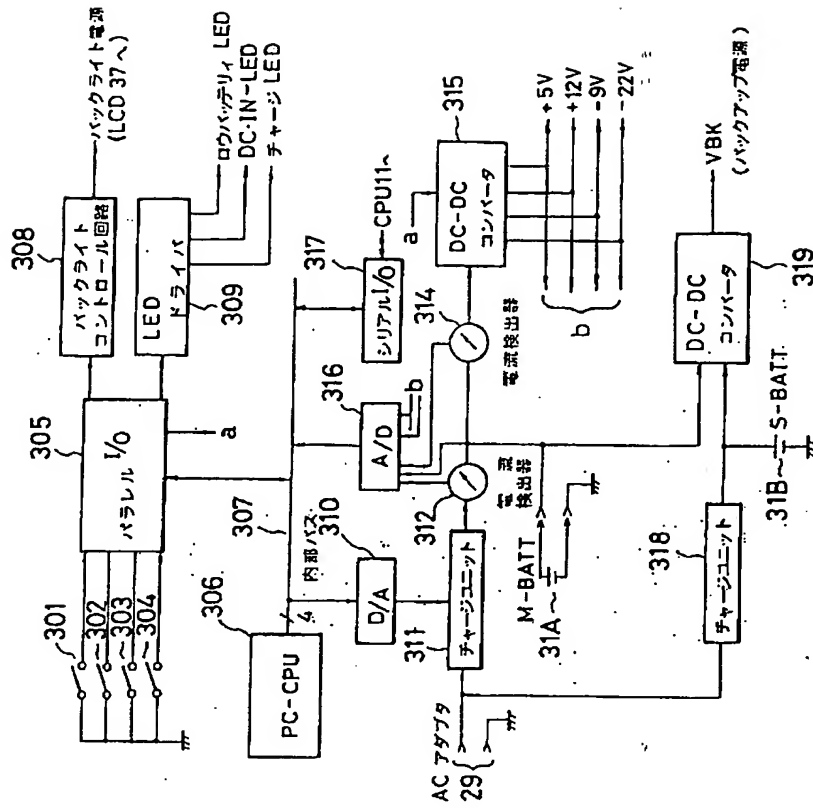 308
バックライト
コントロール回路
バックライト電源
(LCD 37へ)
305
パラレル I/O
LED
ドライバ
309
ロウバッテリィ LED
DC-IN-LED
チャージ LED
301
302
303
304
a
306
PC-CPU
4
307
内部バス
310
D/A
316
A/D
b
317
シリアルI/O
CPU11へ
a
315
DC-DC
コンバータ
+5V
+12V
-9V
-22V
b
314
電流検出器
312
電流
検出器
311
チャージユニット
M-BATT
31A
AC アダプタ
29
318
チャージユニット
31B
S-BATT
DC-DC
コンバータ
319
VBK
(バックアップ電源)